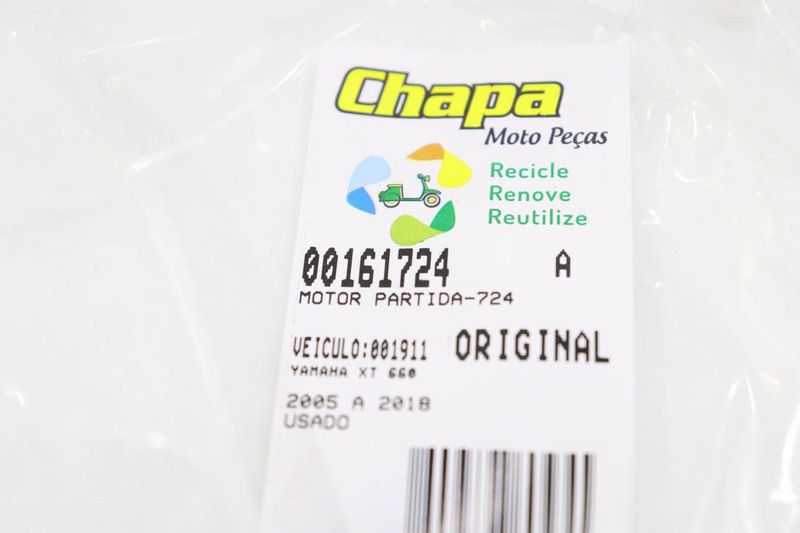 Chapa
Moto Peças
Recicle
Renove
Reutilize
00161724 A
MOTOR PARTIDA-724
VEICULO:001911 ORIGINAL
YAMAHA XT 660
2005 A 2018
USADO